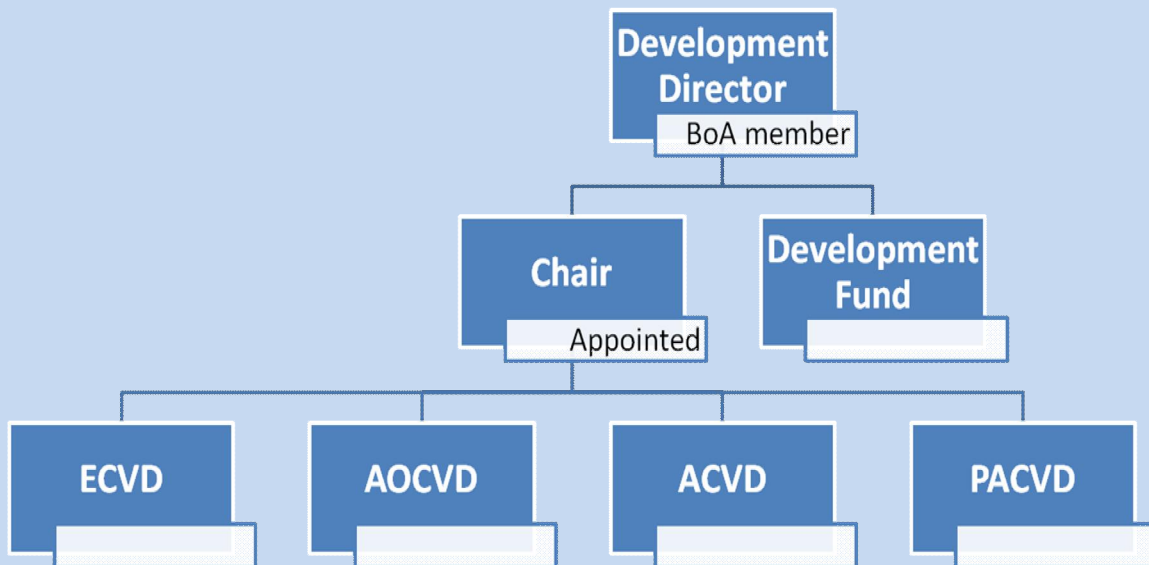 Development
Director
BoA member
Chair
Appointed
Development
Fund
ECVD
AOCVD
ACVD
PACVD